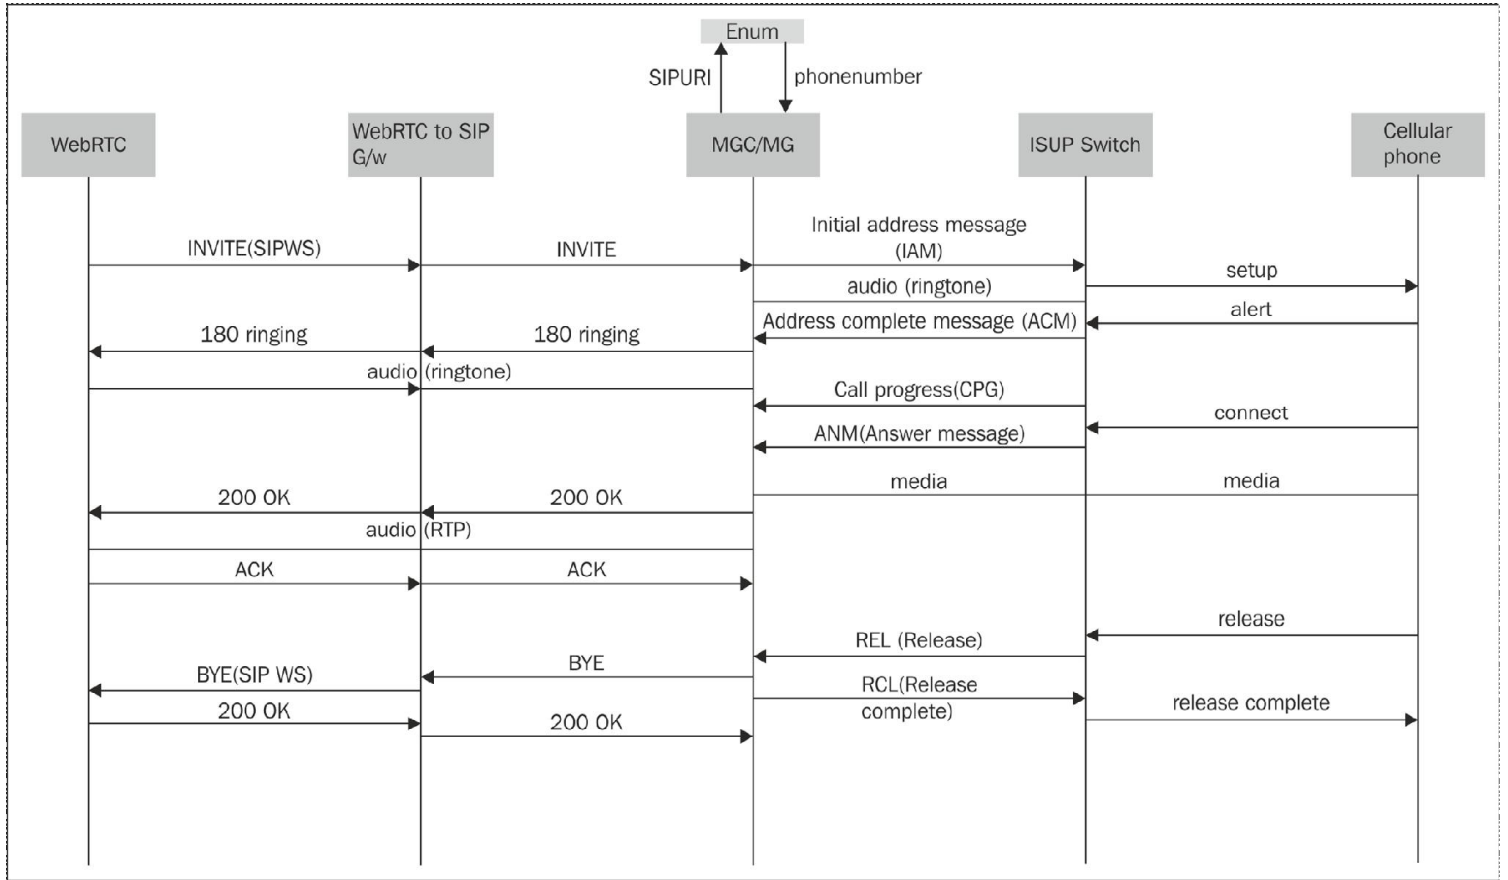 Enum
SIPURI
phonenumber
WebRTC
WebRTC to SIP
G/w
MGC/MG
ISUP Switch
Cellular
phone
INVITE(SIPWS)
INVITE
Initial address message
(IAM)
setup
audio (ringtone)
alert
Address complete message (ACM)
180 ringing
180 ringing
audio (ringtone)
Call progress(CPG)
connect
ANM(Answer message)
media
media
200 OK
200 OK
audio (RTP)
ACK
ACK
release
REL (Release)
BYE
BYE(SIP WS)
RCL(Release
complete)
release complete
200 OK
200 OK